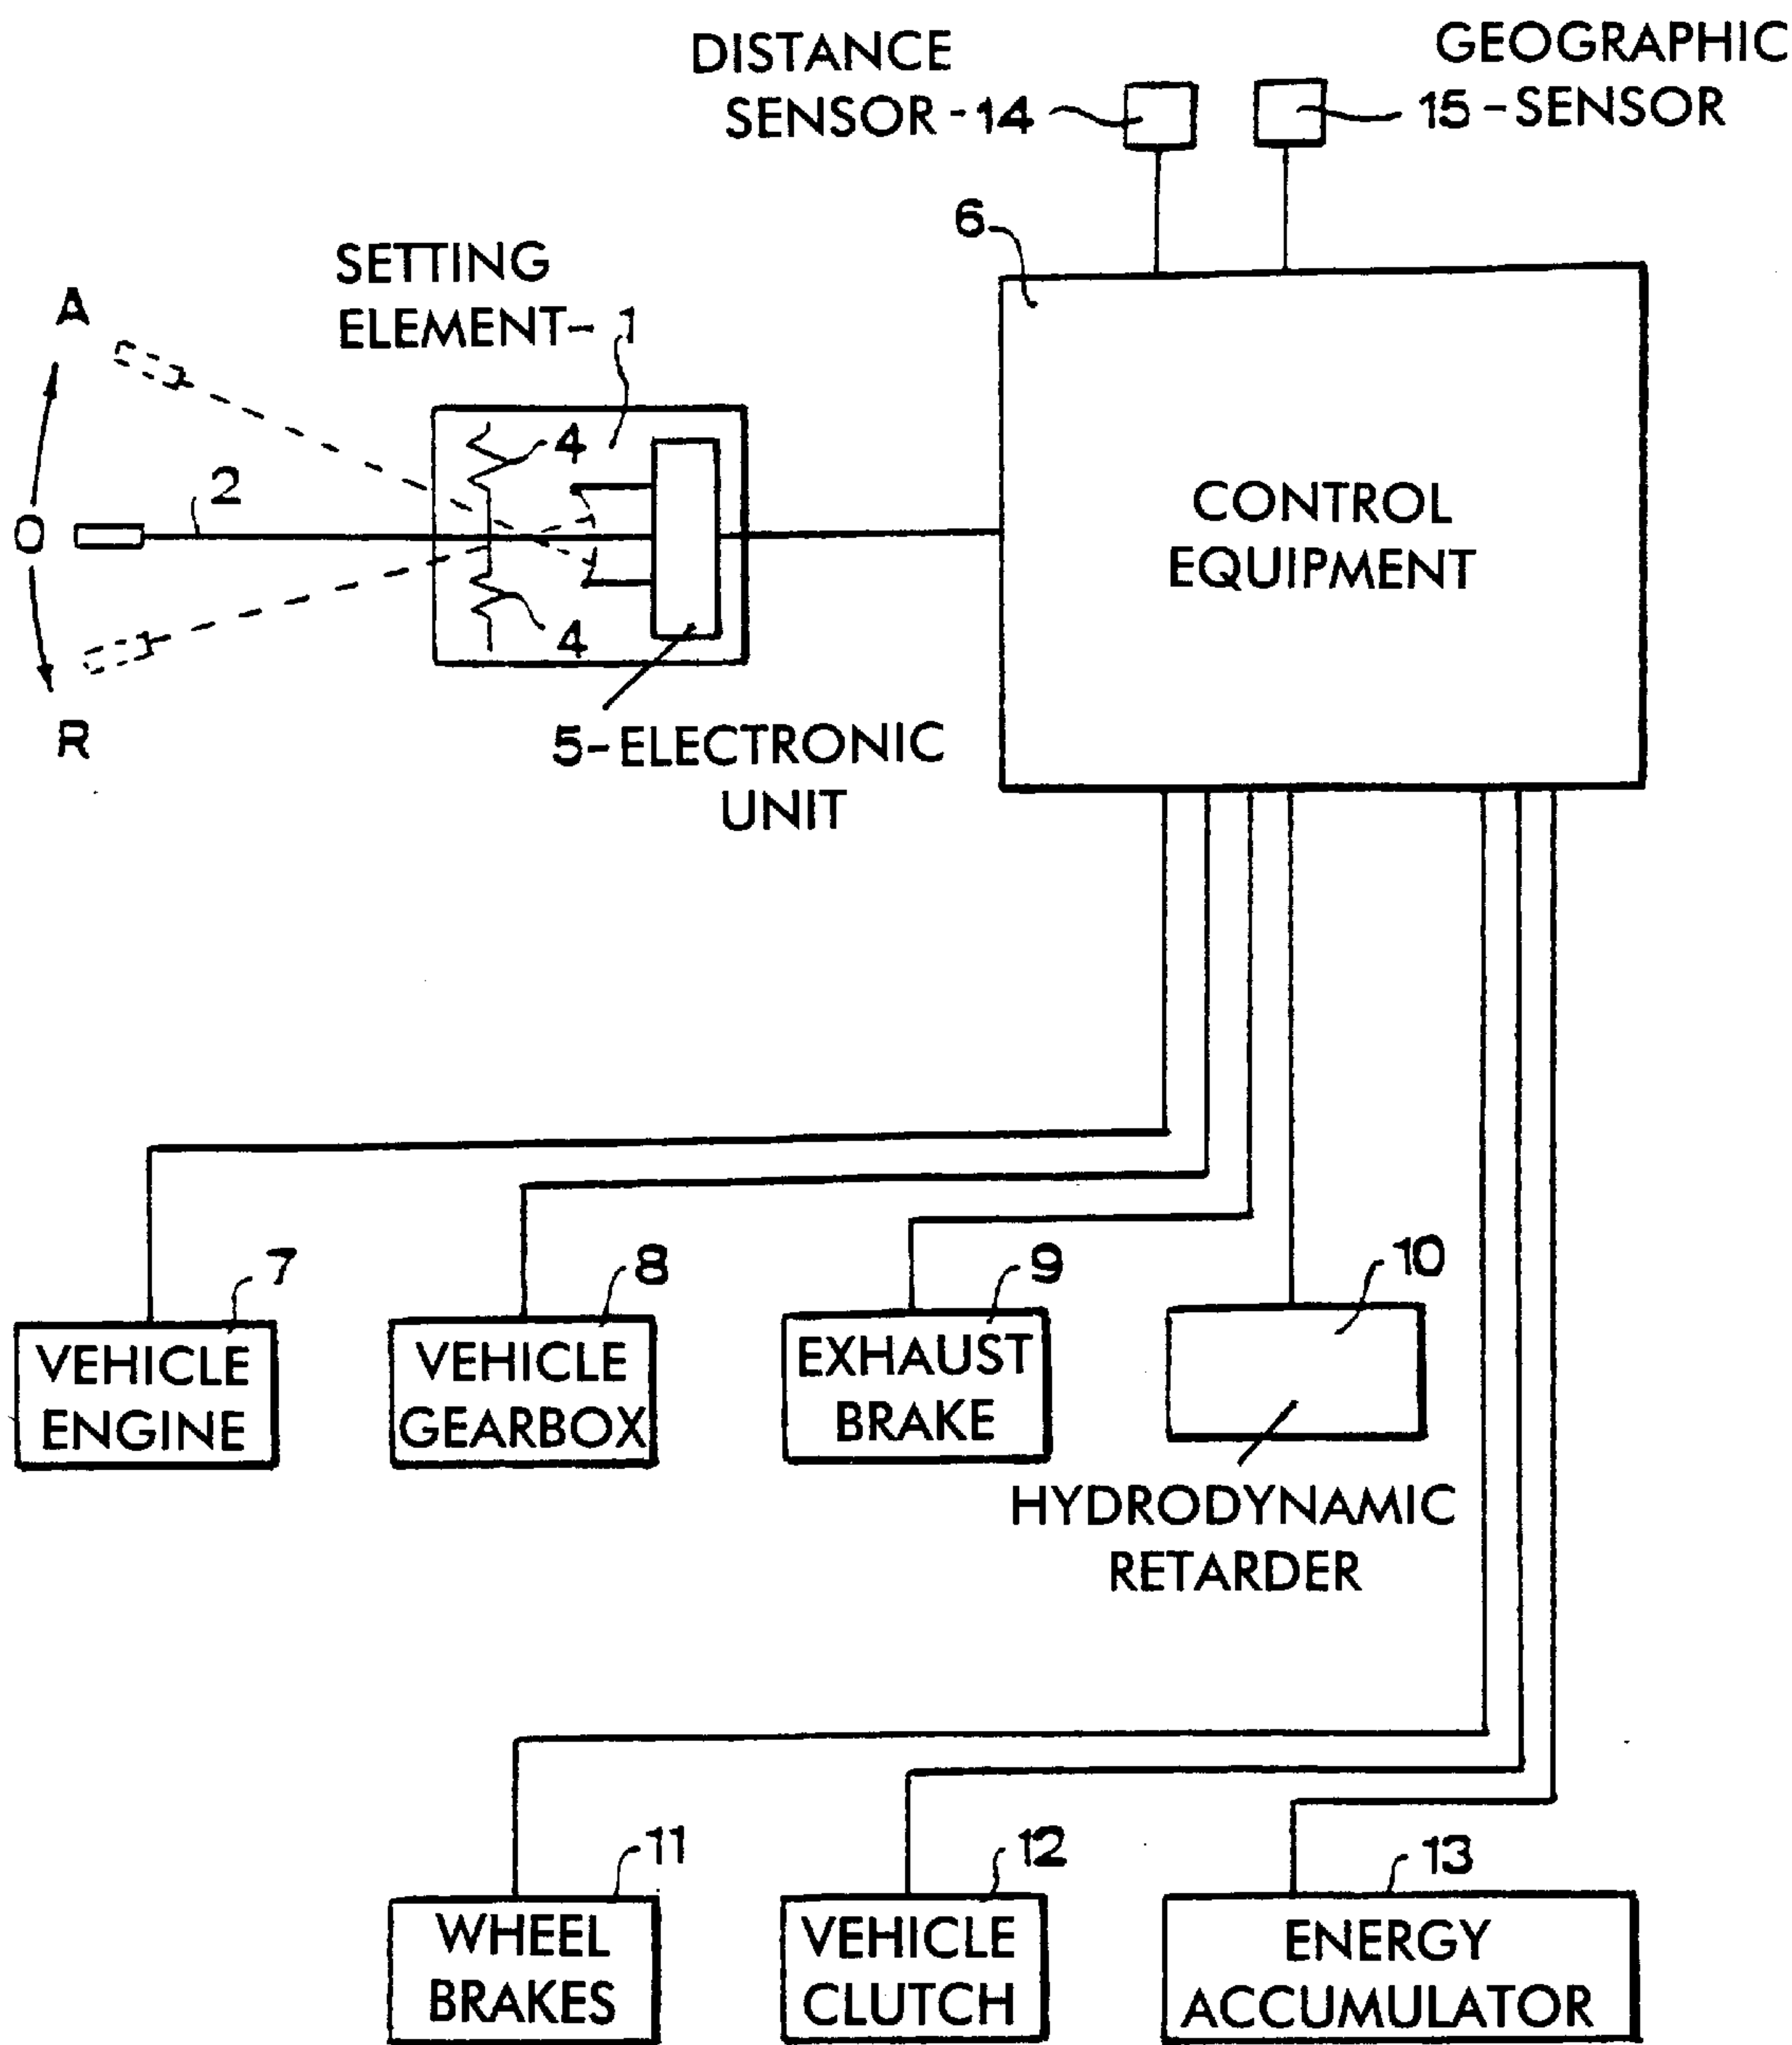 DISTANCE
SENSOR-14
GEOGRAPHIC
15-SENSOR
6
SETTING
ELEMENT-1
A
4
2
O
CONTROL
EQUIPMENT
4
R
5-ELECTRONIC
UNIT
7
8
9
10
VEHICLE
ENGINE
VEHICLE
GEARBOX
EXHAUST
BRAKE
HYDRODYNAMIC
RETARDER
11
12
13
WHEEL
BRAKES
VEHICLE
CLUTCH
ENERGY
ACCUMULATOR